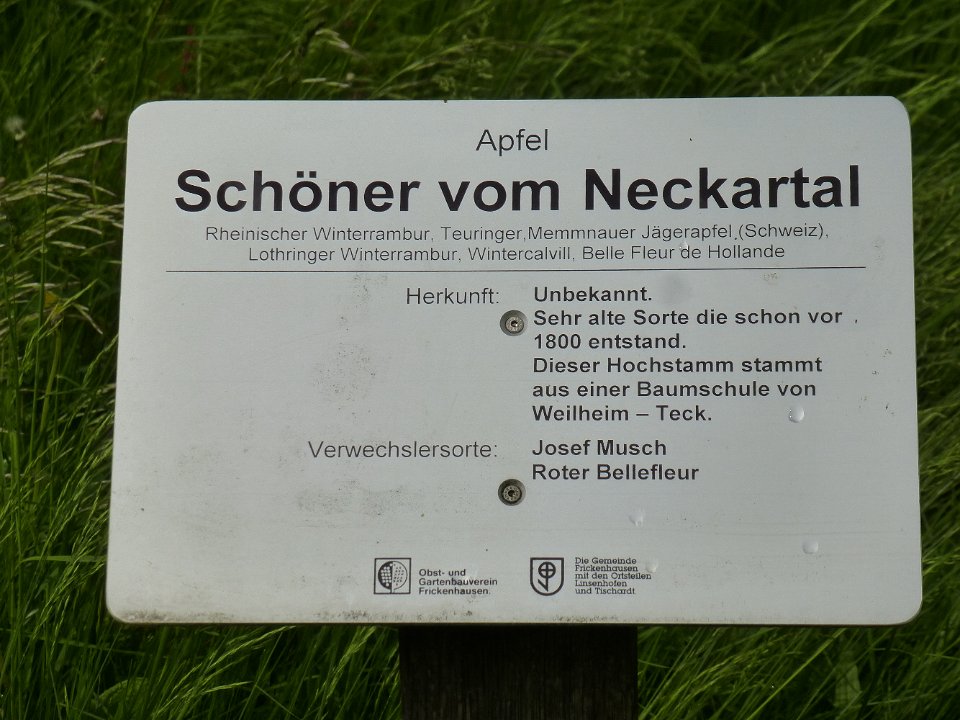 Apfel
Schöner vom Neckartal
Rheinischer Winterrambur, Teuringer,Memmnauer Jägerapfel,(Schweiz),
Lothringer Winterrambur, Wintercalvill, Belle Fleur de Hollande
Herkunft: Unbekannt.
Sehr alte Sorte die schon vor
1800 entstand.
Dieser Hochstamm stammt
aus einer Baumschule von
Weilheim – Teck.
Verwechslersorte: Josef Musch
Roter Bellefleur
Obst- und
Gartenbauverein
Frickenhausen.
Die Gemeinde
Frickenhausen
mit den Ortsteilen
Linsenhofen
und Tischardt